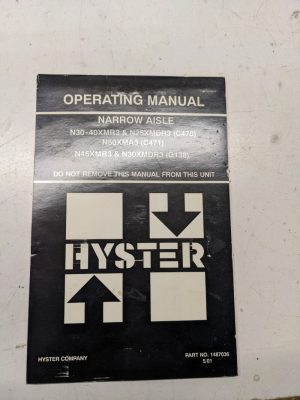 OPERATING MANUAL
NARROW AISLE
N30-40XMR3 & N25XMDR3 (C470)
N50XMA3 (C471)
N45XMR3 & N30XMDR3 (G138)
DO NOT REMOVE THIS MANUAL FROM THIS UNIT
HYSTER
HYSTER COMPANY
PART NO. 1487036
5/01